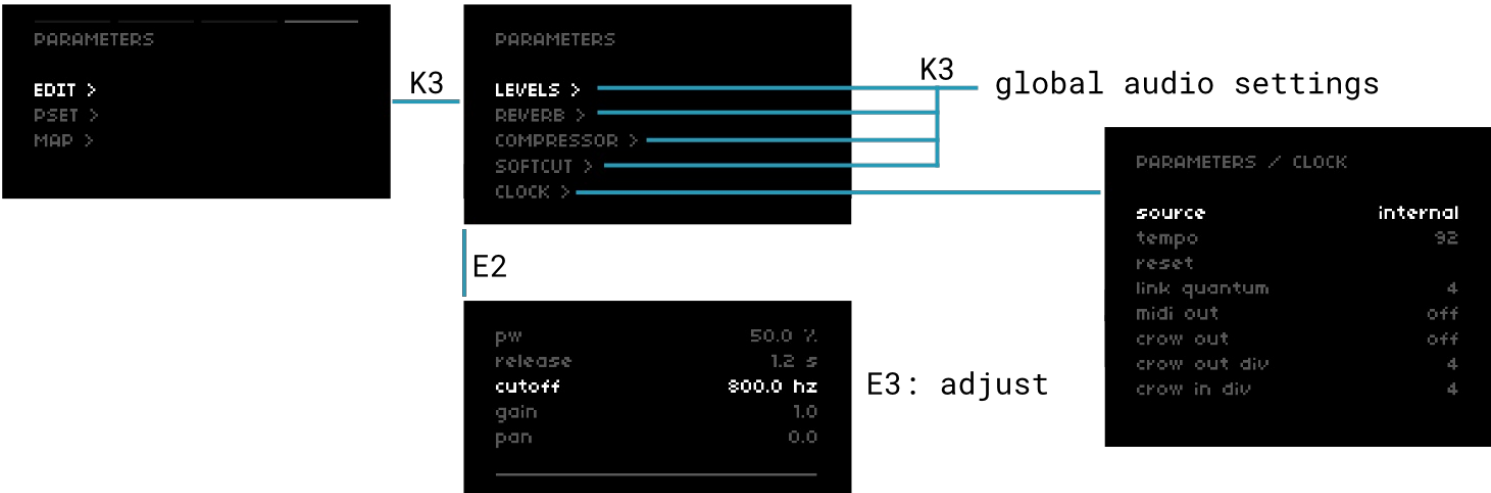 PARAMETERS
EDIT >
PSET >
MAP >
K3
PARAMETERS
LEVELS >
REVERB >
COMPRESSOR >
SOFTCUT >
CLOCK >
K3
global audio settings
PARAMETERS / CLOCK
source internal
tempo 92
reset
link quantum 4
midi out off
crow out off
crow out div 4
crow in div 4
E2
pw 50.0 %
release 1.2 s
cutoff 800.0 hz
gain 1.0
pan 0.0
E3: adjust